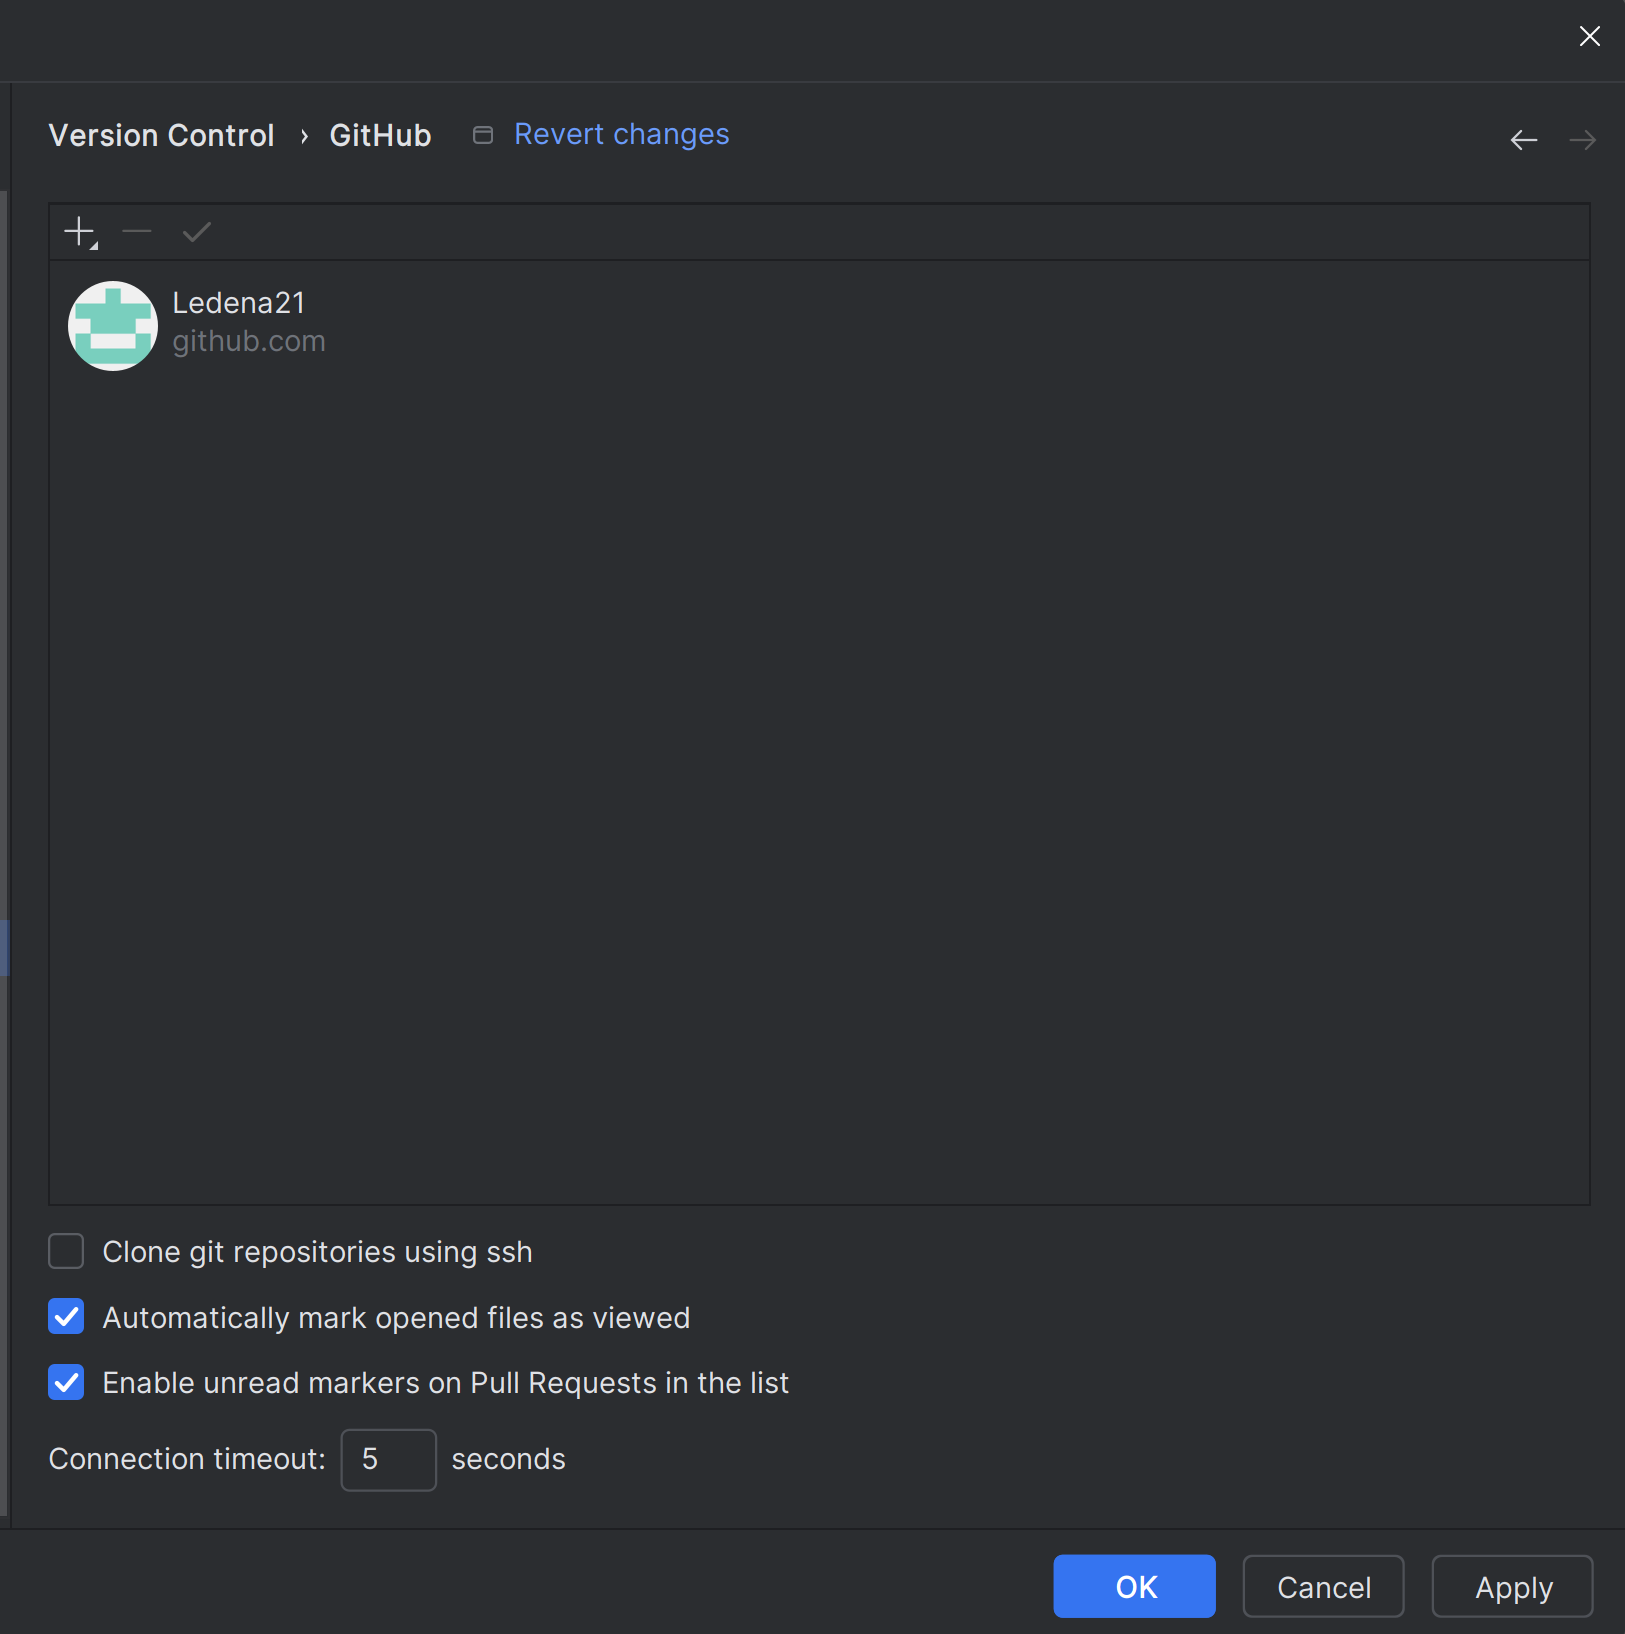 Version Control › GitHub Revert changes
Ledena21
github.com
Clone git repositories using ssh
Automatically mark opened files as viewed
Enable unread markers on Pull Requests in the list
Connection timeout: 5 seconds
OK Cancel Apply